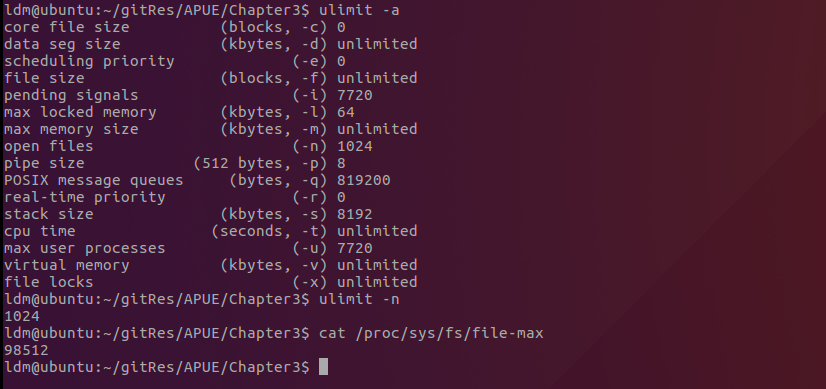 ldm@ubuntu:~/gitRes/APUE/Chapter3$ ulimit -a
core file size          (blocks, -c) 0
data seg size           (kbytes, -d) unlimited
scheduling priority             (-e) 0
file size               (blocks, -f) unlimited
pending signals                 (-i) 7720
max locked memory       (kbytes, -l) 64
max memory size         (kbytes, -m) unlimited
open files                      (-n) 1024
pipe size            (512 bytes, -p) 8
POSIX message queues     (bytes, -q) 819200
real-time priority              (-r) 0
stack size              (kbytes, -s) 8192
cpu time               (seconds, -t) unlimited
max user processes              (-u) 7720
virtual memory          (kbytes, -v) unlimited
file locks                      (-x) unlimited
ldm@ubuntu:~/gitRes/APUE/Chapter3$ ulimit -n
1024
ldm@ubuntu:~/gitRes/APUE/Chapter3$ cat /proc/sys/fs/file-max
98512
ldm@ubuntu:~/gitRes/APUE/Chapter3$